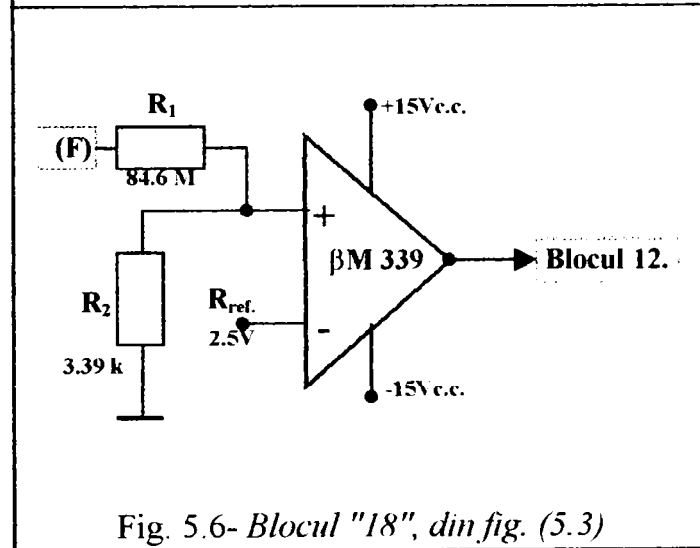 R₁
+15Vc.c.
(F)
84.6 M
+
βM 339
Blocul 12.
R₂
R_ref.
2.5V
-
3.39 k
-15Vc.c.
Fig. 5.6- Blocul "18", din fig. (5.3)